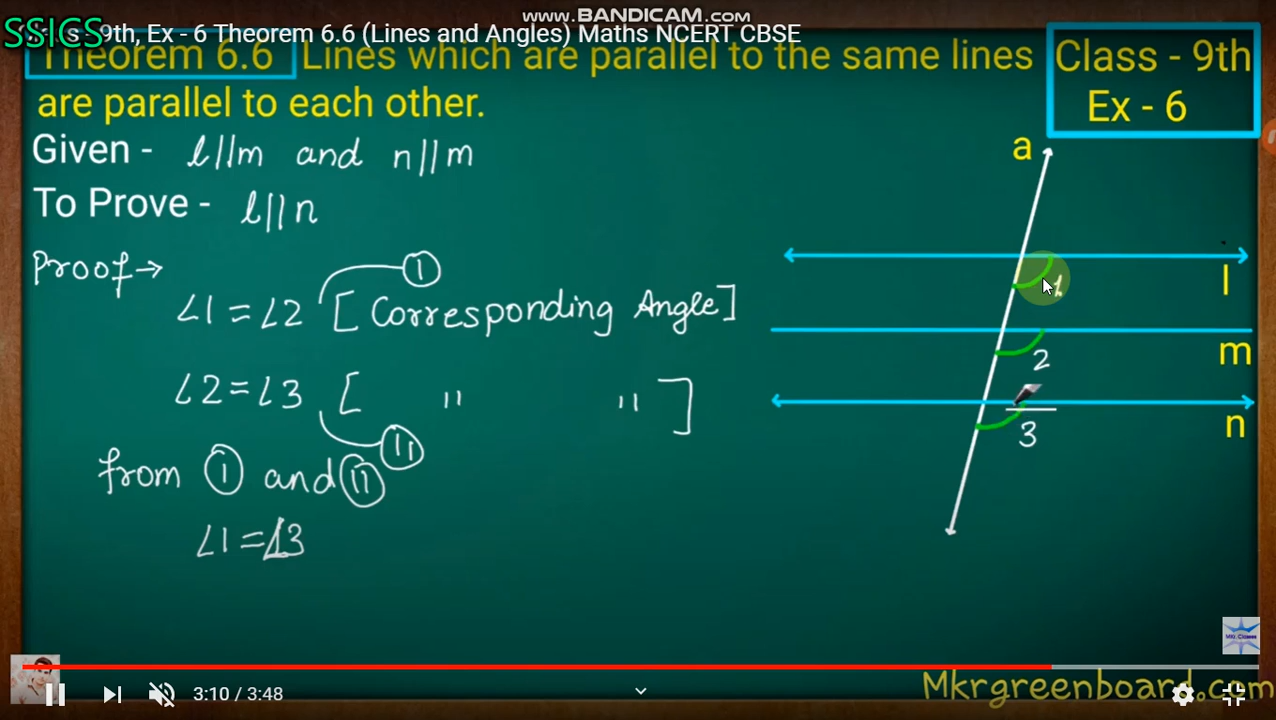 www.BANDICAM.com
SSICS
9th, Ex - 6 Theorem 6.6 (Lines and Angles) Maths NCERT CBSE
Theorem 6.6 Lines which are parallel to the same lines
are parallel to each other.
Class - 9th
Ex - 6
Given - l||m and n||m
To Prove - l||n
Proof→
∠1 = ∠2 [Corresponding Angle] ①
∠2 = ∠3 [ " " ] ⑪
from ① and ⑪
∠1 = ∠3
a
1
l
2
m
3
n
3:10 / 3:48
Mkrgreenboard.com